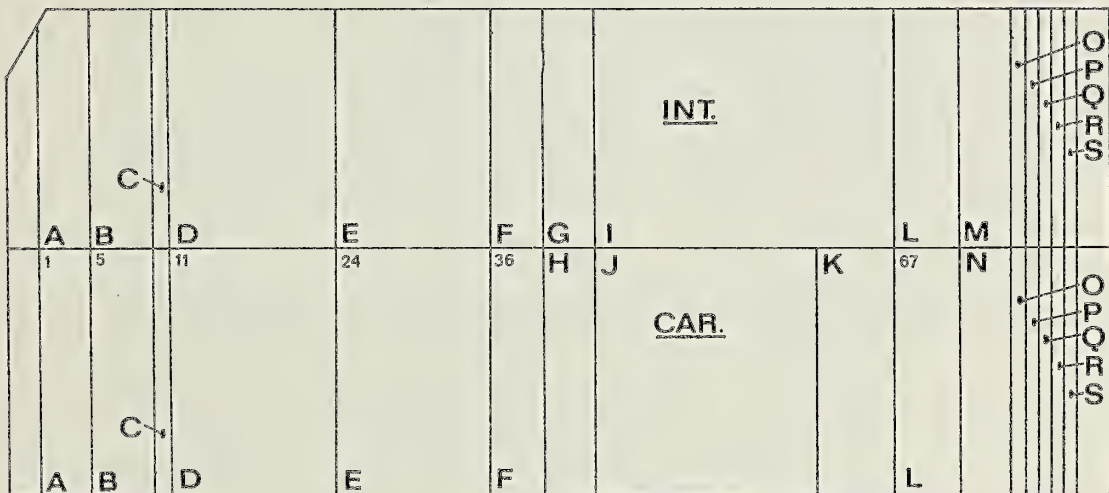 O
P
INT.
Q
R
S
C
A B D E F G I L M
1 5 11 24 36 H J K 67 N
O
P
CAR.
Q
R
S
C
A B D E F L